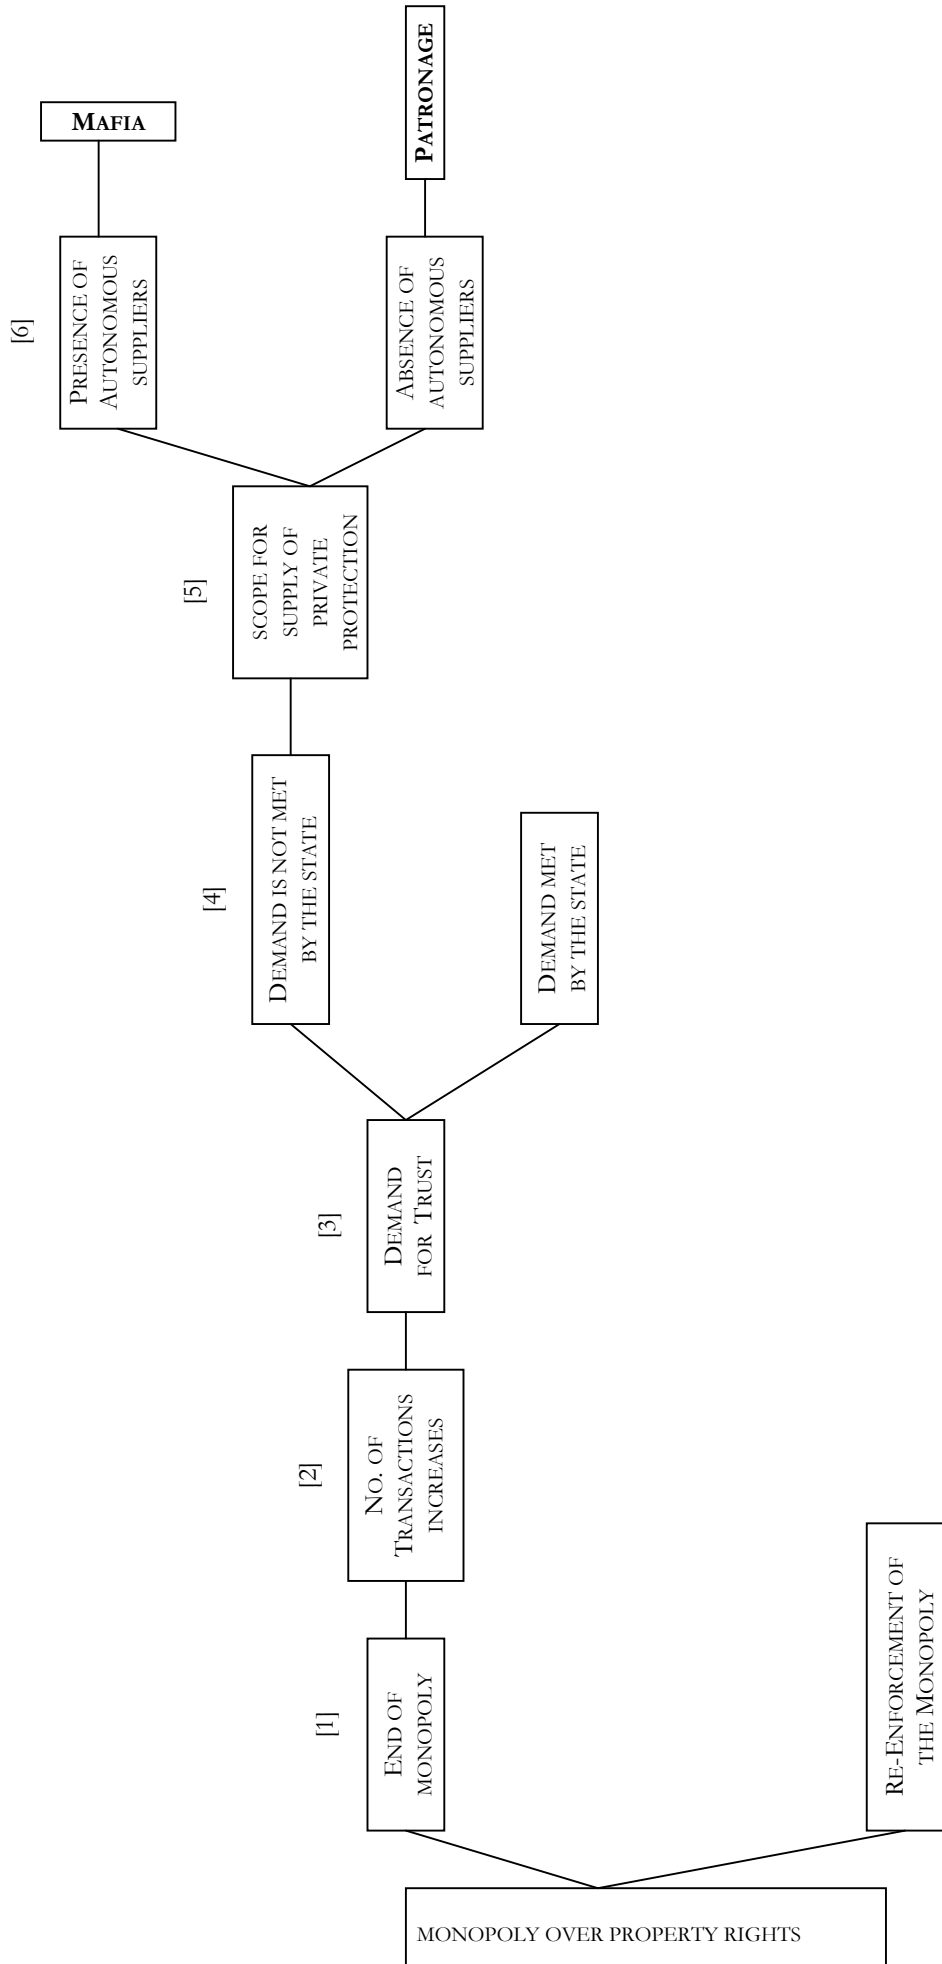 MONOPOLY OVER PROPERTY RIGHTS
[1]
END OF
MONOPOLY
RE-ENFORCEMENT OF
THE MONOPOLY
[2]
NO. OF
TRANSACTIONS
INCREASES
[3]
DEMAND
FOR TRUST
[4]
DEMAND IS NOT MET
BY THE STATE
DEMAND MET
BY THE STATE
[5]
SCOPE FOR
SUPPLY OF
PRIVATE
PROTECTION
[6]
PRESENCE OF
AUTONOMOUS
SUPPLIERS
ABSENCE OF
AUTONOMOUS
SUPPLIERS
MAFIA
PATRONAGE